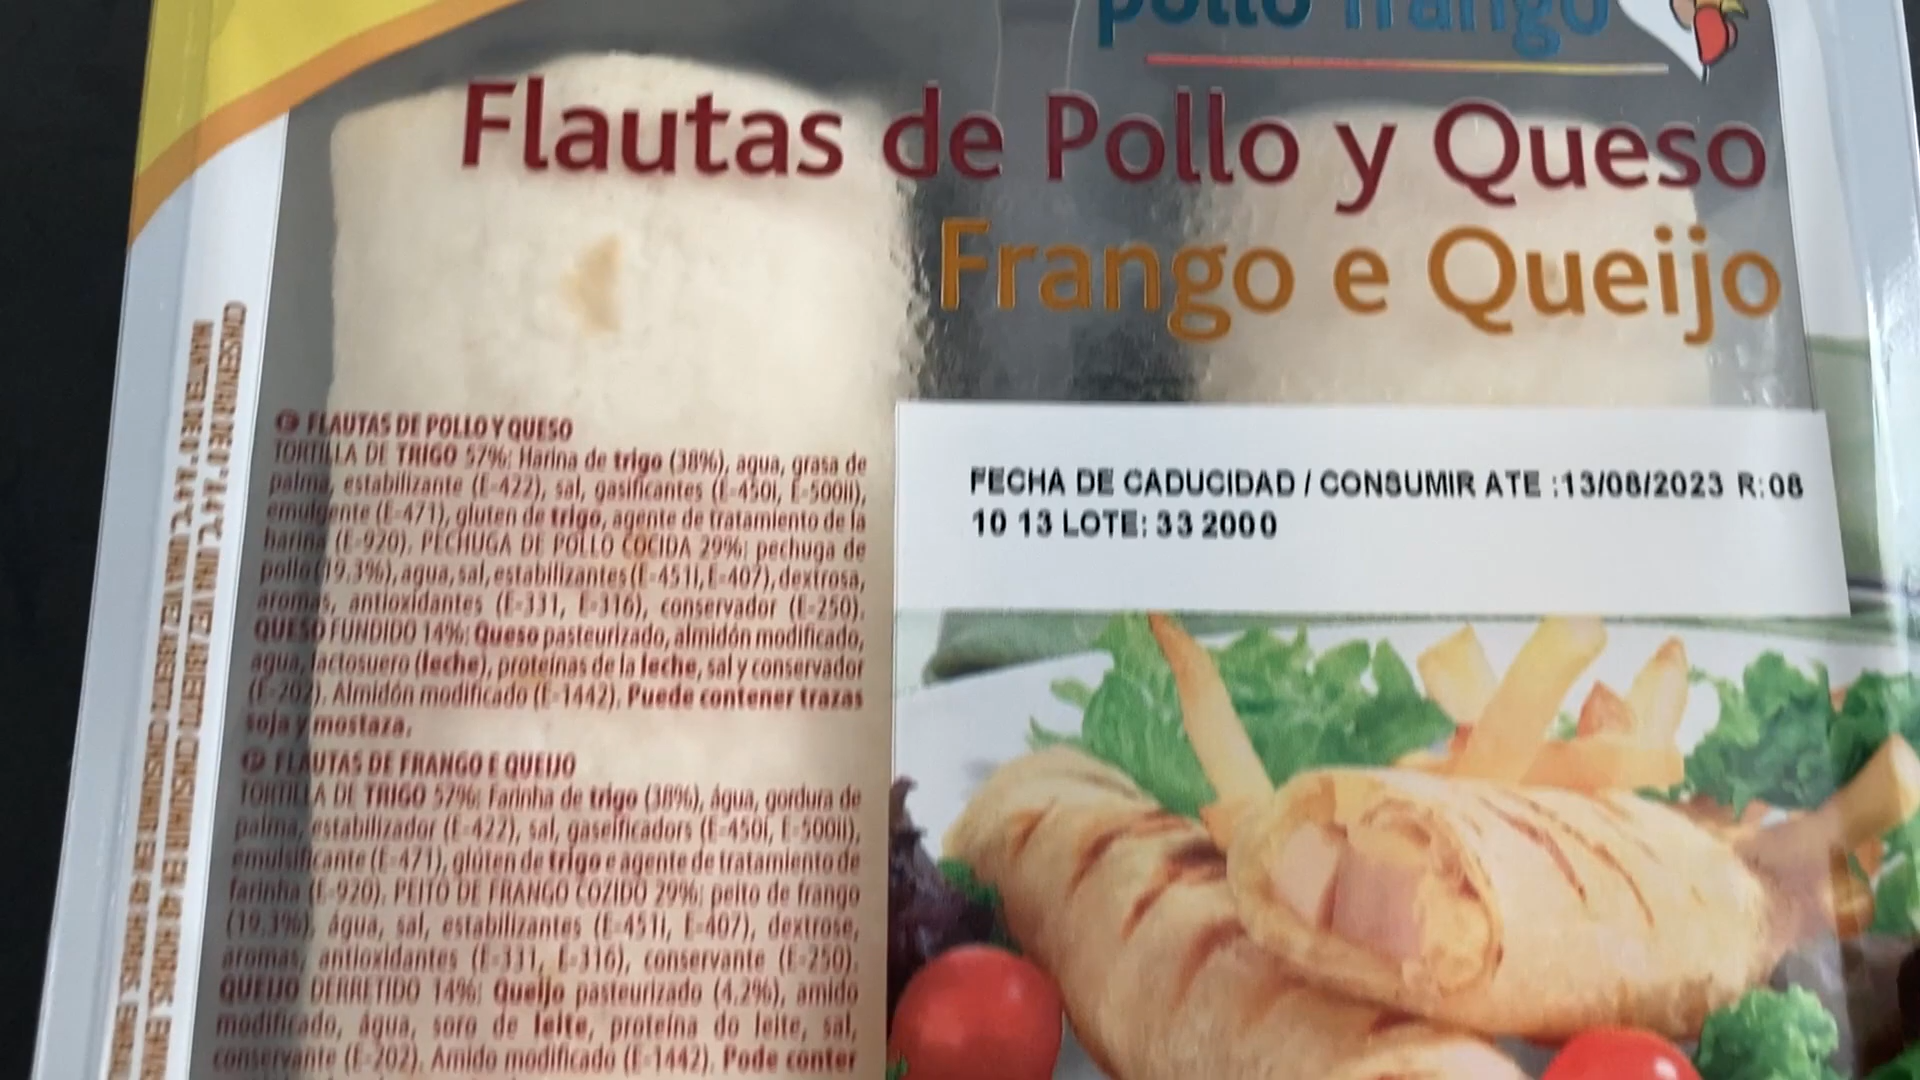 pollo frango
Flautas de Pollo y Queso
Frango e Queijo
FLAUTAS DE POLLO Y QUESO
TORTILLA DE TRIGO 57%: Harina de trigo (38%), agua, grasa de
palma, estabilizante (E-422), sal, gasificantes (E-450i, E-500ii),
emulgente (E-471), gluten de trigo, agente de tratamiento de la
harina (E-920). PECHUGA DE POLLO COCIDA 29%: pechuga de
pollo (19.3%), agua, sal, estabilizantes (E-451i, E-407), dextrosa,
aromas, antioxidantes (E-331, E-316), conservador (E-250).
QUESO FUNDIDO 14%: Queso pasteurizado, almidón modificado,
agua, lactosuero (leche), proteínas de la leche, sal y conservador
(E-202). Almidón modificado (E-1442). Puede contener trazas
soja y mostaza.
FLAUTAS DE FRANGO E QUEIJO
TORTILLA DE TRIGO 57%: Farinha de trigo (38%), água, gordura de
palma, estabilizador (E-422), sal, gaseificadors (E-450i, E-500ii),
emulsificante (E-471), glúten de trigo e agente de tratamiento de
farinha (E-920). PEITO DE FRANGO COZIDO 29%: peito de frango
(19.3%), água, sal, estabilizantes (E-451i, E-407), dextrose,
aromas, antioxidantes (E-331, E-316), conservante (E-250).
QUEIJO DERRETIDO 14%: Queijo pasteurizado (4.2%), amido
modificado, água, soro de leite, proteína do leite, sal,
conservante (E-202). Amido modificado (E-1442). Pode conter
FECHA DE CADUCIDAD / CONSUMIR ATE :13/08/2023 R:08
10 13 LOTE: 33 2000